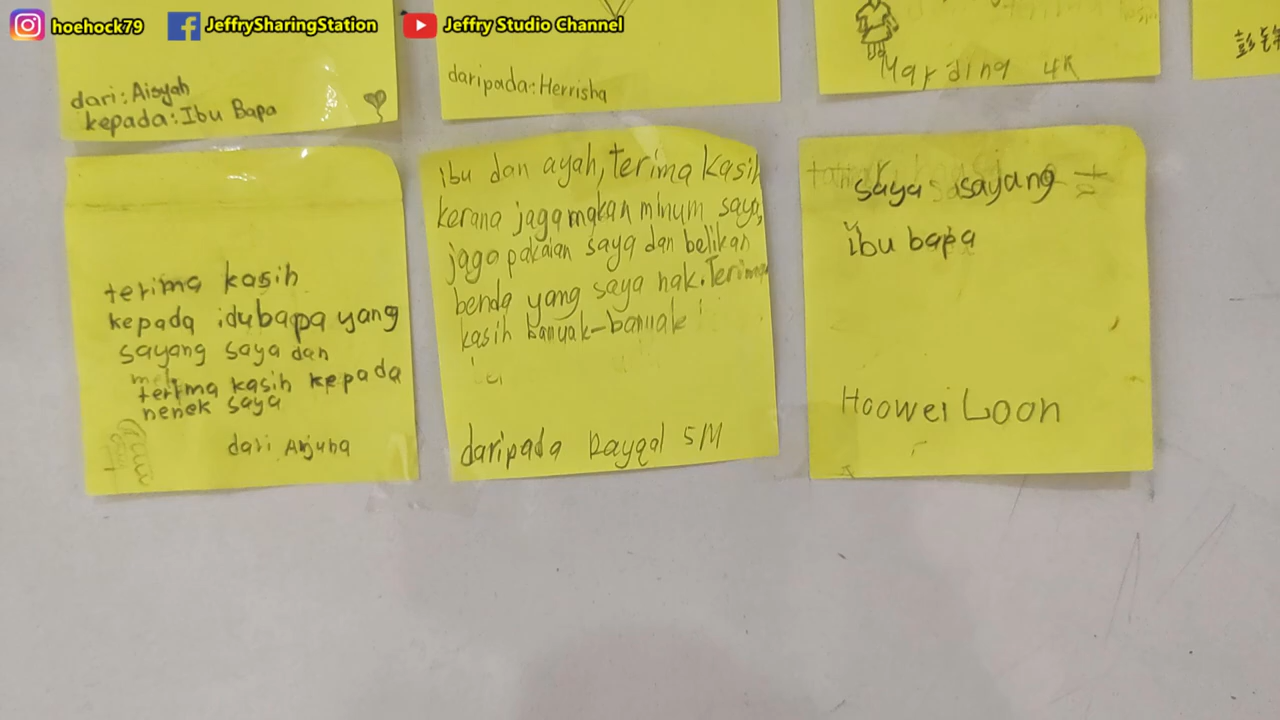 hoehock79
JeffrySharingStation
Jeffry Studio Channel
dari: Aisyah
kepada: Ibu Bapa
daripada: Herrisha
4K
terima kasih
kepada idubapa yang
sayang saya dan
terima kasih kepada
nenek saya
dari Arjuna
ibu dan ayah, terima kasih
kerana jaga makan minum saya,
jaga pakaian saya dan belikan
benda yang saya nak. Terima
kasih banyak-banyak
daripada Rayqal 5M
saya sayang
ibu bapa
Hoowei Loon